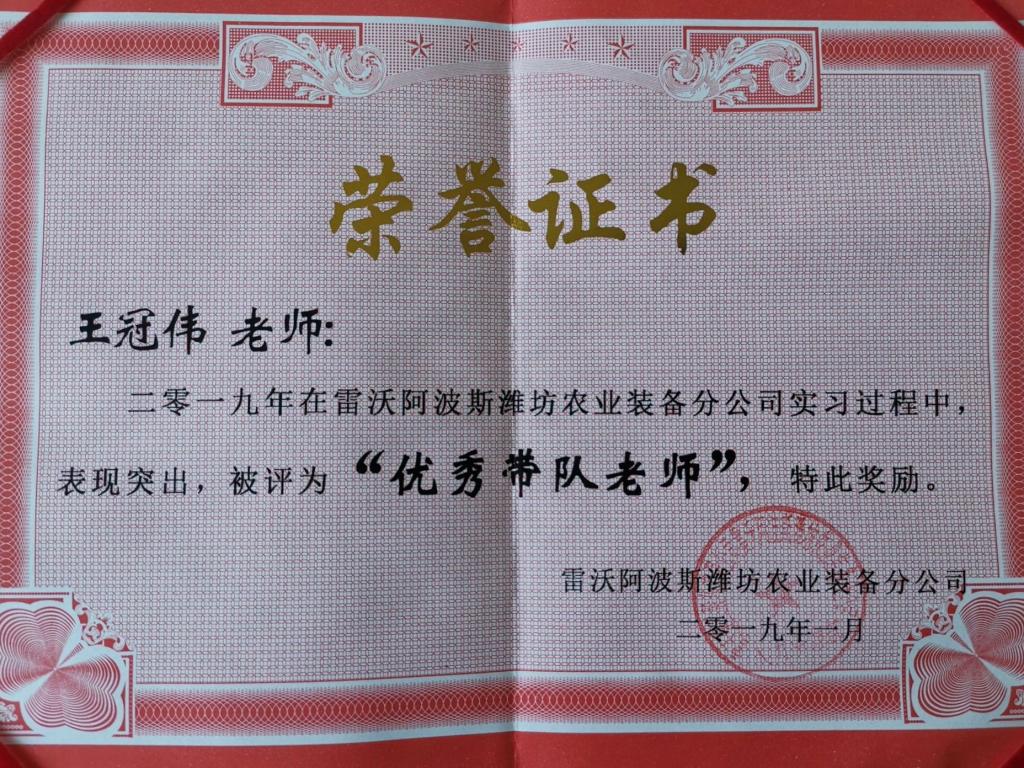 荣誉证书
王冠伟 老师:
二零一九年在雷沃阿波斯潍坊农业装备分公司实习过程中，
表现突出，被评为“优秀带队老师”，特此奖励。
雷沃阿波斯潍坊农业装备分公司
二零一九年一月